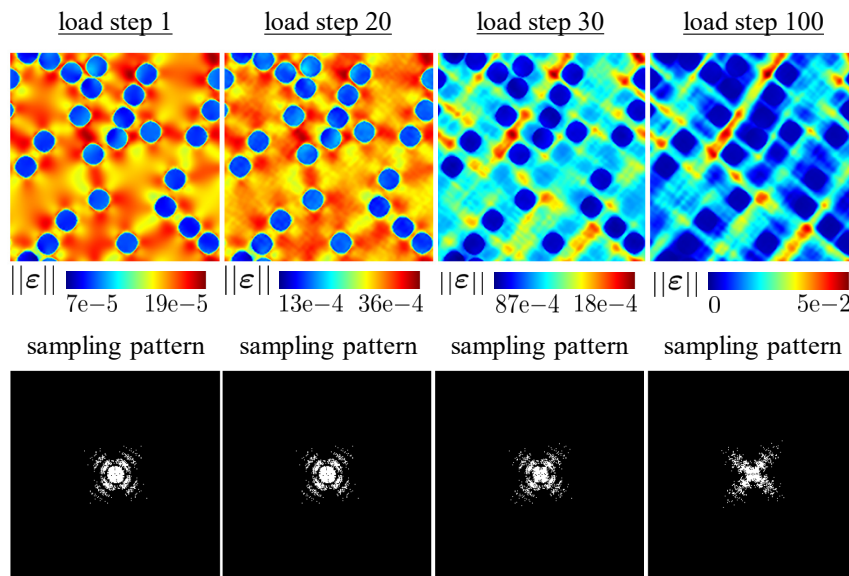 load step 1 load step 20 load step 30 load step 100
||ε|| 7e−5 19e−5 ||ε|| 13e−4 36e−4 ||ε|| 87e−4 18e−4 ||ε|| 0 5e−2
sampling pattern sampling pattern sampling pattern sampling pattern